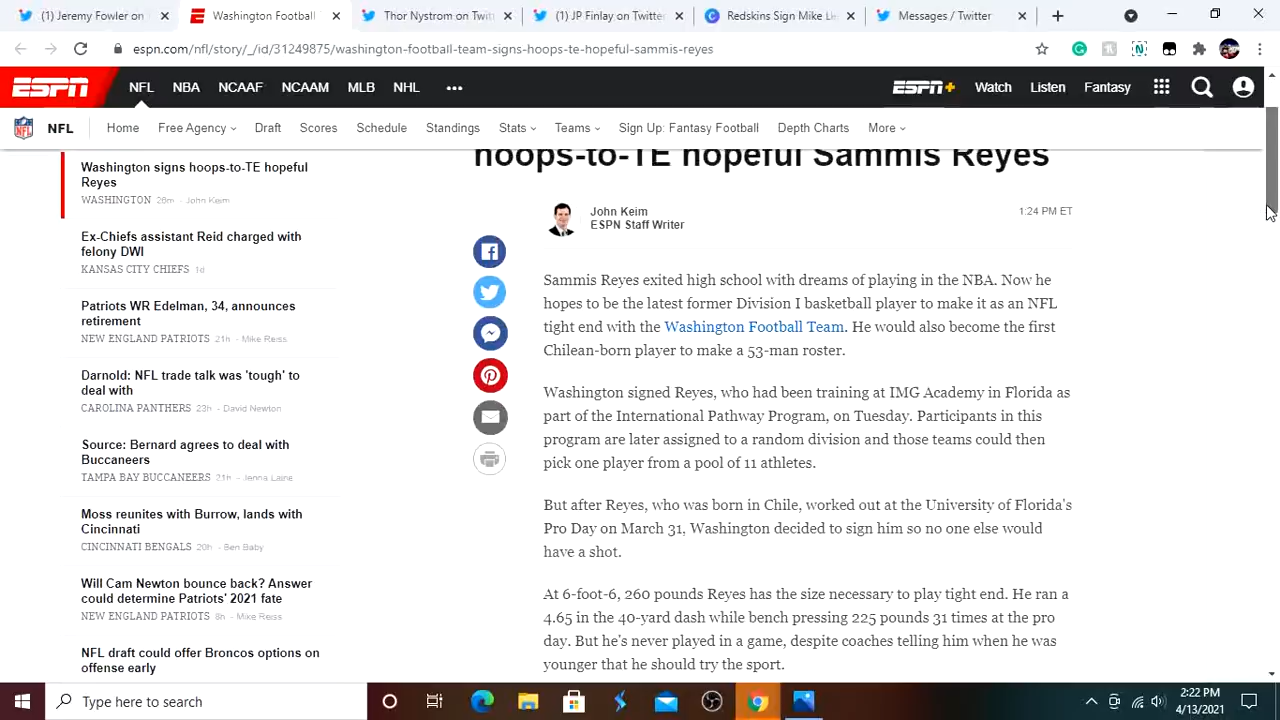 (1) Jeremy Fowler on
Washington Football
Thor Nystrom on Twitt
(1) JP Finlay on Twitter
Redskins Sign Mike Le
Messages / Twitter
espn.com/nfl/story/_/id/31249875/washington-football-team-signs-hoops-te-hopeful-sammis-reyes
ESPN
NFL
NBA
NCAAF
NCAAM
MLB
NHL
ESPN+
Watch
Listen
Fantasy
NFL
Home
Free Agency
Draft
Scores
Schedule
Standings
Stats
Teams
Sign Up: Fantasy Football
Depth Charts
More
hoops-to-TE hopeful Sammis Reyes
Washington signs hoops-to-TE hopeful
Reyes
WASHINGTON 26m - John Keim
Ex-Chiefs assistant Reid charged with
felony DWI
KANSAS CITY CHIEFS 1d
Patriots WR Edelman, 34, announces
retirement
NEW ENGLAND PATRIOTS 21h - Mike Reiss
Darnold: NFL trade talk was 'tough' to
deal with
CAROLINA PANTHERS 23h - David Newton
Source: Bernard agrees to deal with
Buccaneers
TAMPA BAY BUCCANEERS 21h - Jenna Laine
Moss reunites with Burrow, lands with
Cincinnati
CINCINNATI BENGALS 20h - Ben Baby
Will Cam Newton bounce back? Answer
could determine Patriots' 2021 fate
NEW ENGLAND PATRIOTS 8h - Mike Reiss
NFL draft could offer Broncos options on
offense early
John Keim
ESPN Staff Writer
1:24 PM ET
Sammis Reyes exited high school with dreams of playing in the NBA. Now he
hopes to be the latest former Division I basketball player to make it as an NFL
tight end with the Washington Football Team. He would also become the first
Chilean-born player to make a 53-man roster.
Washington signed Reyes, who had been training at IMG Academy in Florida as
part of the International Pathway Program, on Tuesday. Participants in this
program are later assigned to a random division and those teams could then
pick one player from a pool of 11 athletes.
But after Reyes, who was born in Chile, worked out at the University of Florida's
Pro Day on March 31, Washington decided to sign him so no one else would
have a shot.
At 6-foot-6, 260 pounds Reyes has the size necessary to play tight end. He ran a
4.65 in the 40-yard dash while bench pressing 225 pounds 31 times at the pro
day. But he's never played in a game, despite coaches telling him when he was
younger that he should try the sport.
Type here to search
2:22 PM
4/13/2021